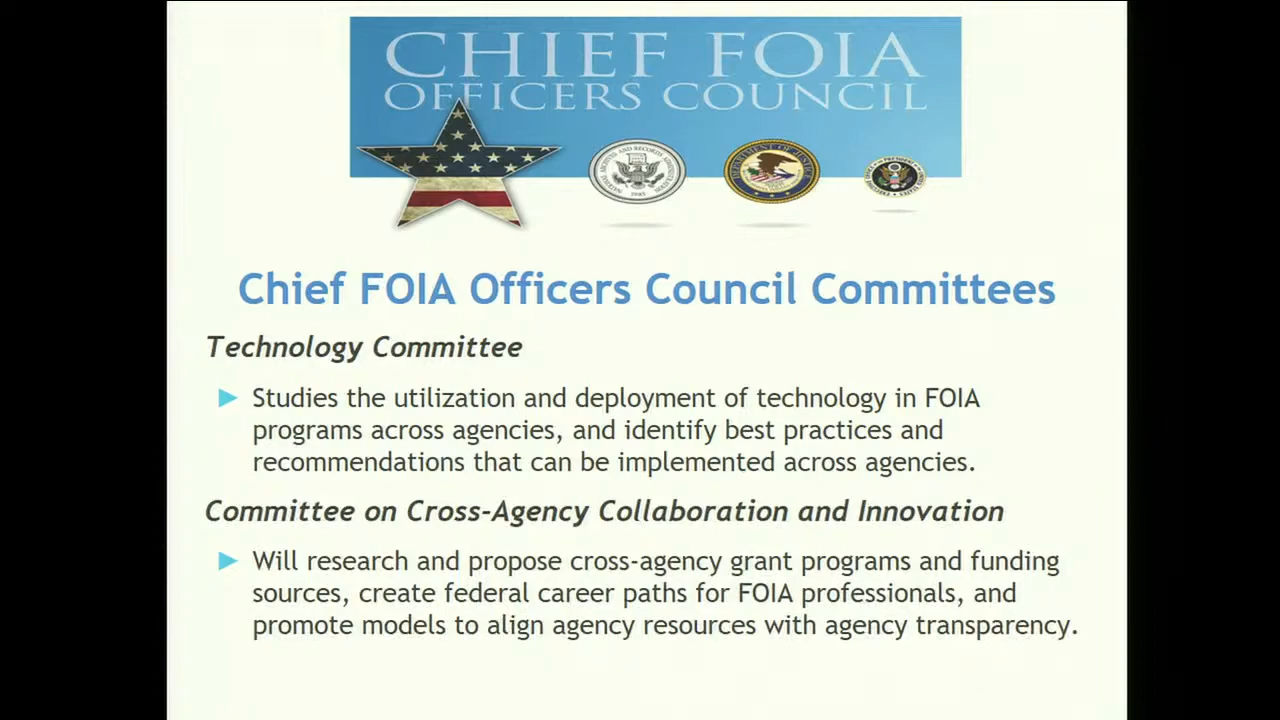 CHIEF FOIA
OFFICERS COUNCIL
Chief FOIA Officers Council Committees
Technology Committee
Studies the utilization and deployment of technology in FOIA
programs across agencies, and identify best practices and
recommendations that can be implemented across agencies.
Committee on Cross-Agency Collaboration and Innovation
Will research and propose cross-agency grant programs and funding
sources, create federal career paths for FOIA professionals, and
promote models to align agency resources with agency transparency.